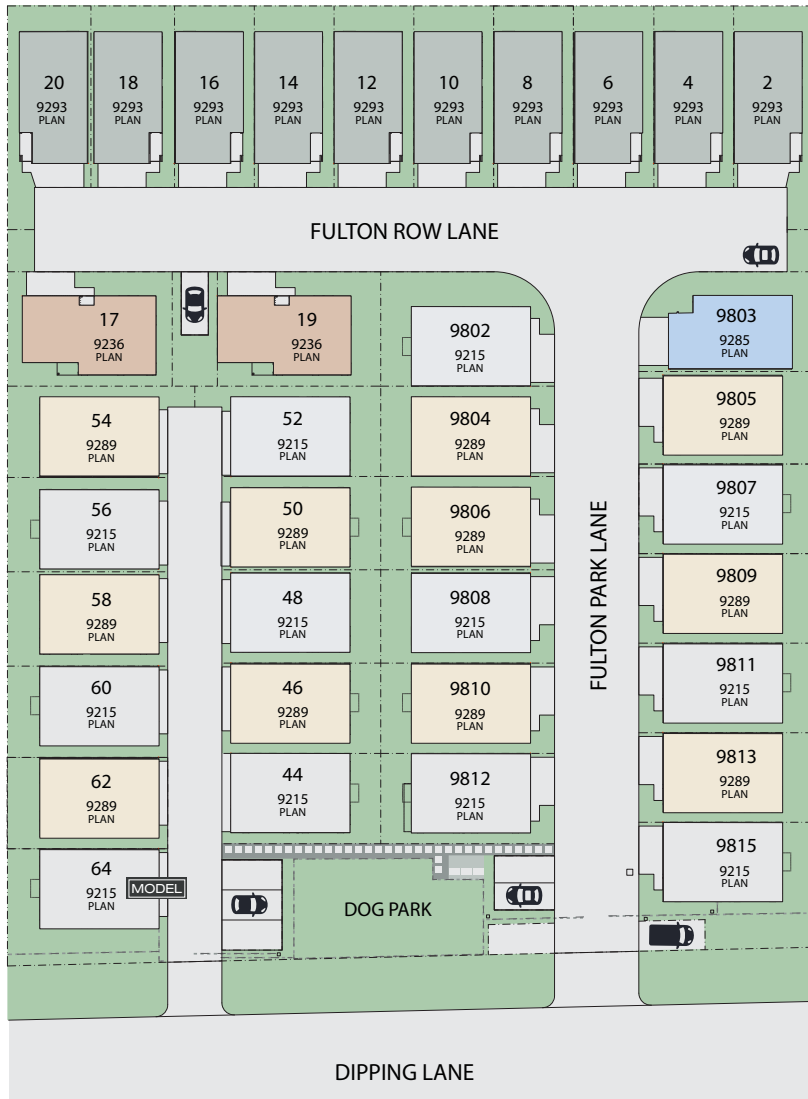 20
9293
PLAN
18
9293
PLAN
16
9293
PLAN
14
9293
PLAN
12
9293
PLAN
10
9293
PLAN
8
9293
PLAN
6
9293
PLAN
4
9293
PLAN
2
9293
PLAN
FULTON ROW LANE
17
9236
PLAN
19
9236
PLAN
9802
9215
PLAN
9803
9285
PLAN
54
9289
PLAN
52
9215
PLAN
9804
9289
PLAN
9805
9289
PLAN
56
9215
PLAN
50
9289
PLAN
9806
9289
PLAN
9807
9215
PLAN
58
9289
PLAN
48
9215
PLAN
9808
9215
PLAN
FULTON PARK LANE
9809
9289
PLAN
60
9215
PLAN
46
9289
PLAN
9810
9289
PLAN
9811
9215
PLAN
62
9289
PLAN
44
9215
PLAN
9812
9215
PLAN
9813
9289
PLAN
64
9215
PLAN
MODEL
DOG PARK
9815
9215
PLAN
DIPPING LANE